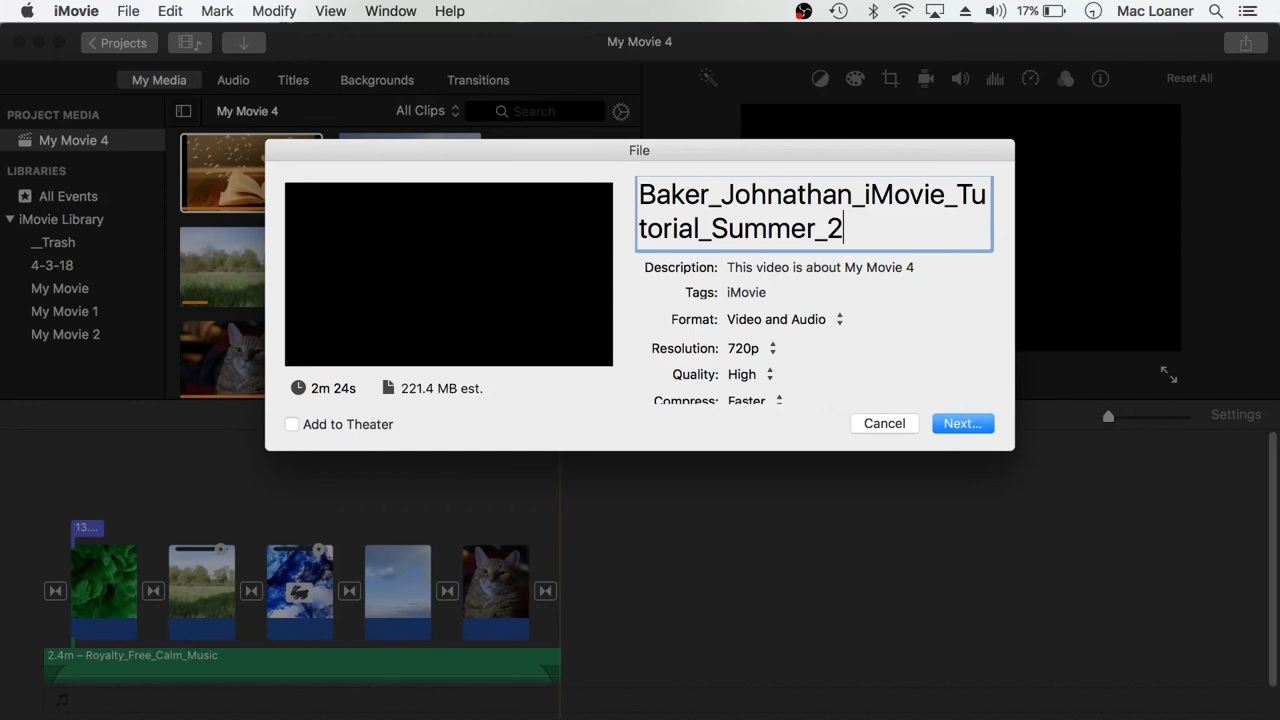 iMovie File Edit Mark Modify View Window Help 17% Mac Loaner
Projects My Movie 4
My Media Audio Titles Backgrounds Transitions Reset All
PROJECT MEDIA My Movie 4 All Clips Search
My Movie 4
LIBRARIES
All Events
iMovie Library
__Trash
4-3-18
My Movie
My Movie 1
My Movie 2
File
Baker_Johnathan_iMovie_Tu
torial_Summer_2
Description: This video is about My Movie 4
Tags: iMovie
Format: Video and Audio
Resolution: 720p
Quality: High
Compress: Faster
2m 24s 221.4 MB est.
Add to Theater Cancel Next...
Settings
13....
2.4m – Royalty_Free_Calm_Music